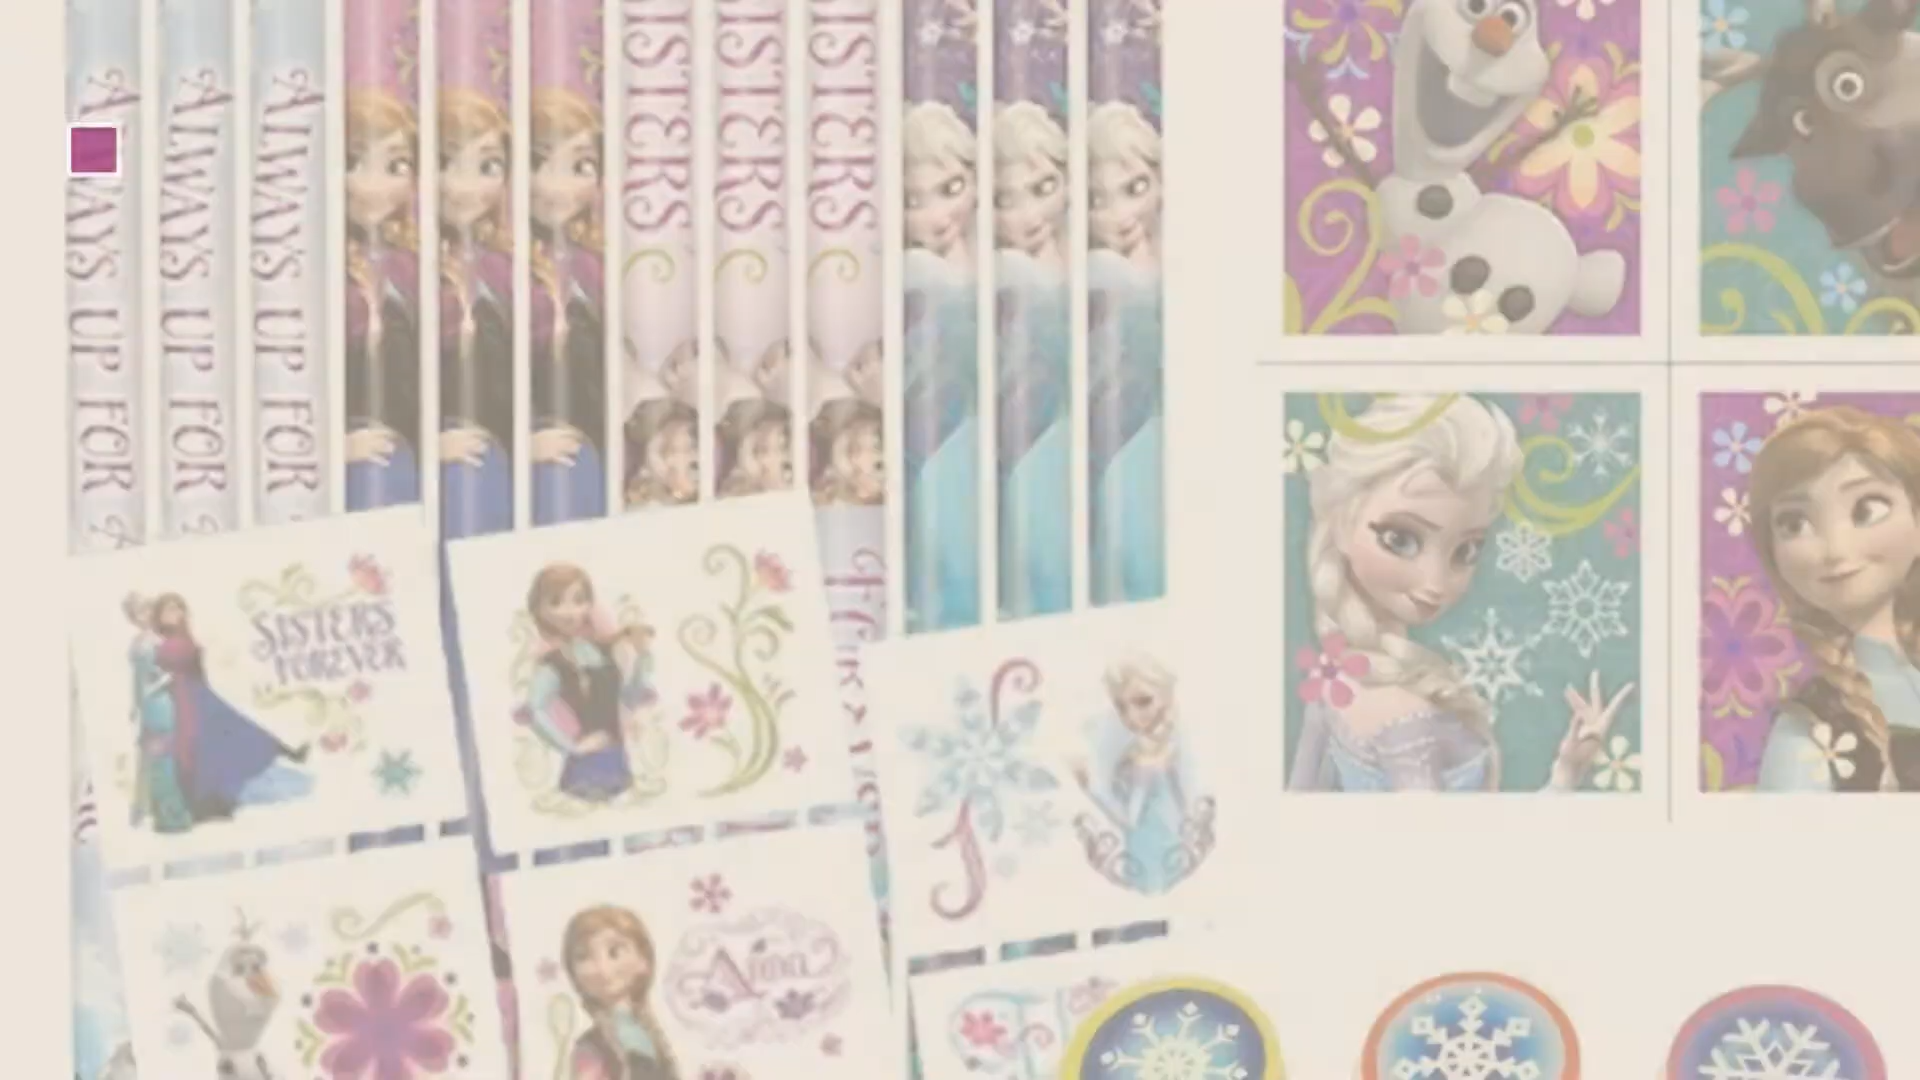 ALWAYS UP FOR
ALWAYS UP FOR
ALWAYS UP FOR
SISTERS
SISTERS
SISTERS
SISTERS
FOREVER
Anna